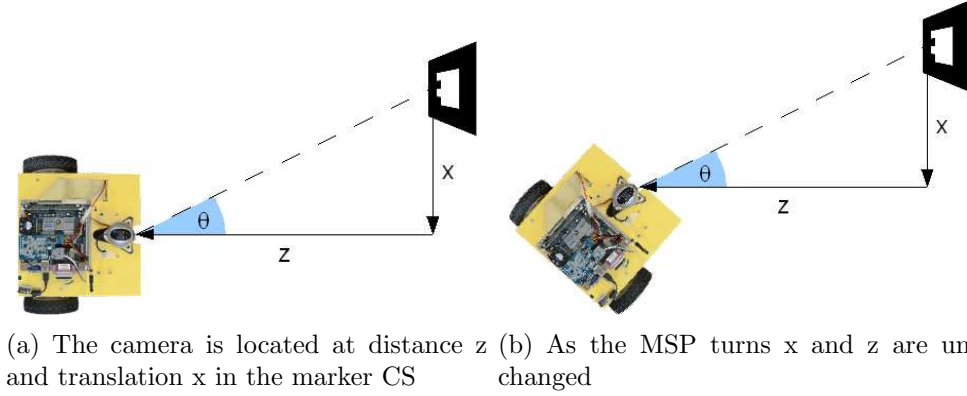 θ
x
z
θ
x
z
(a) The camera is located at distance z
and translation x in the marker CS
(b) As the MSP turns x and z are un
changed